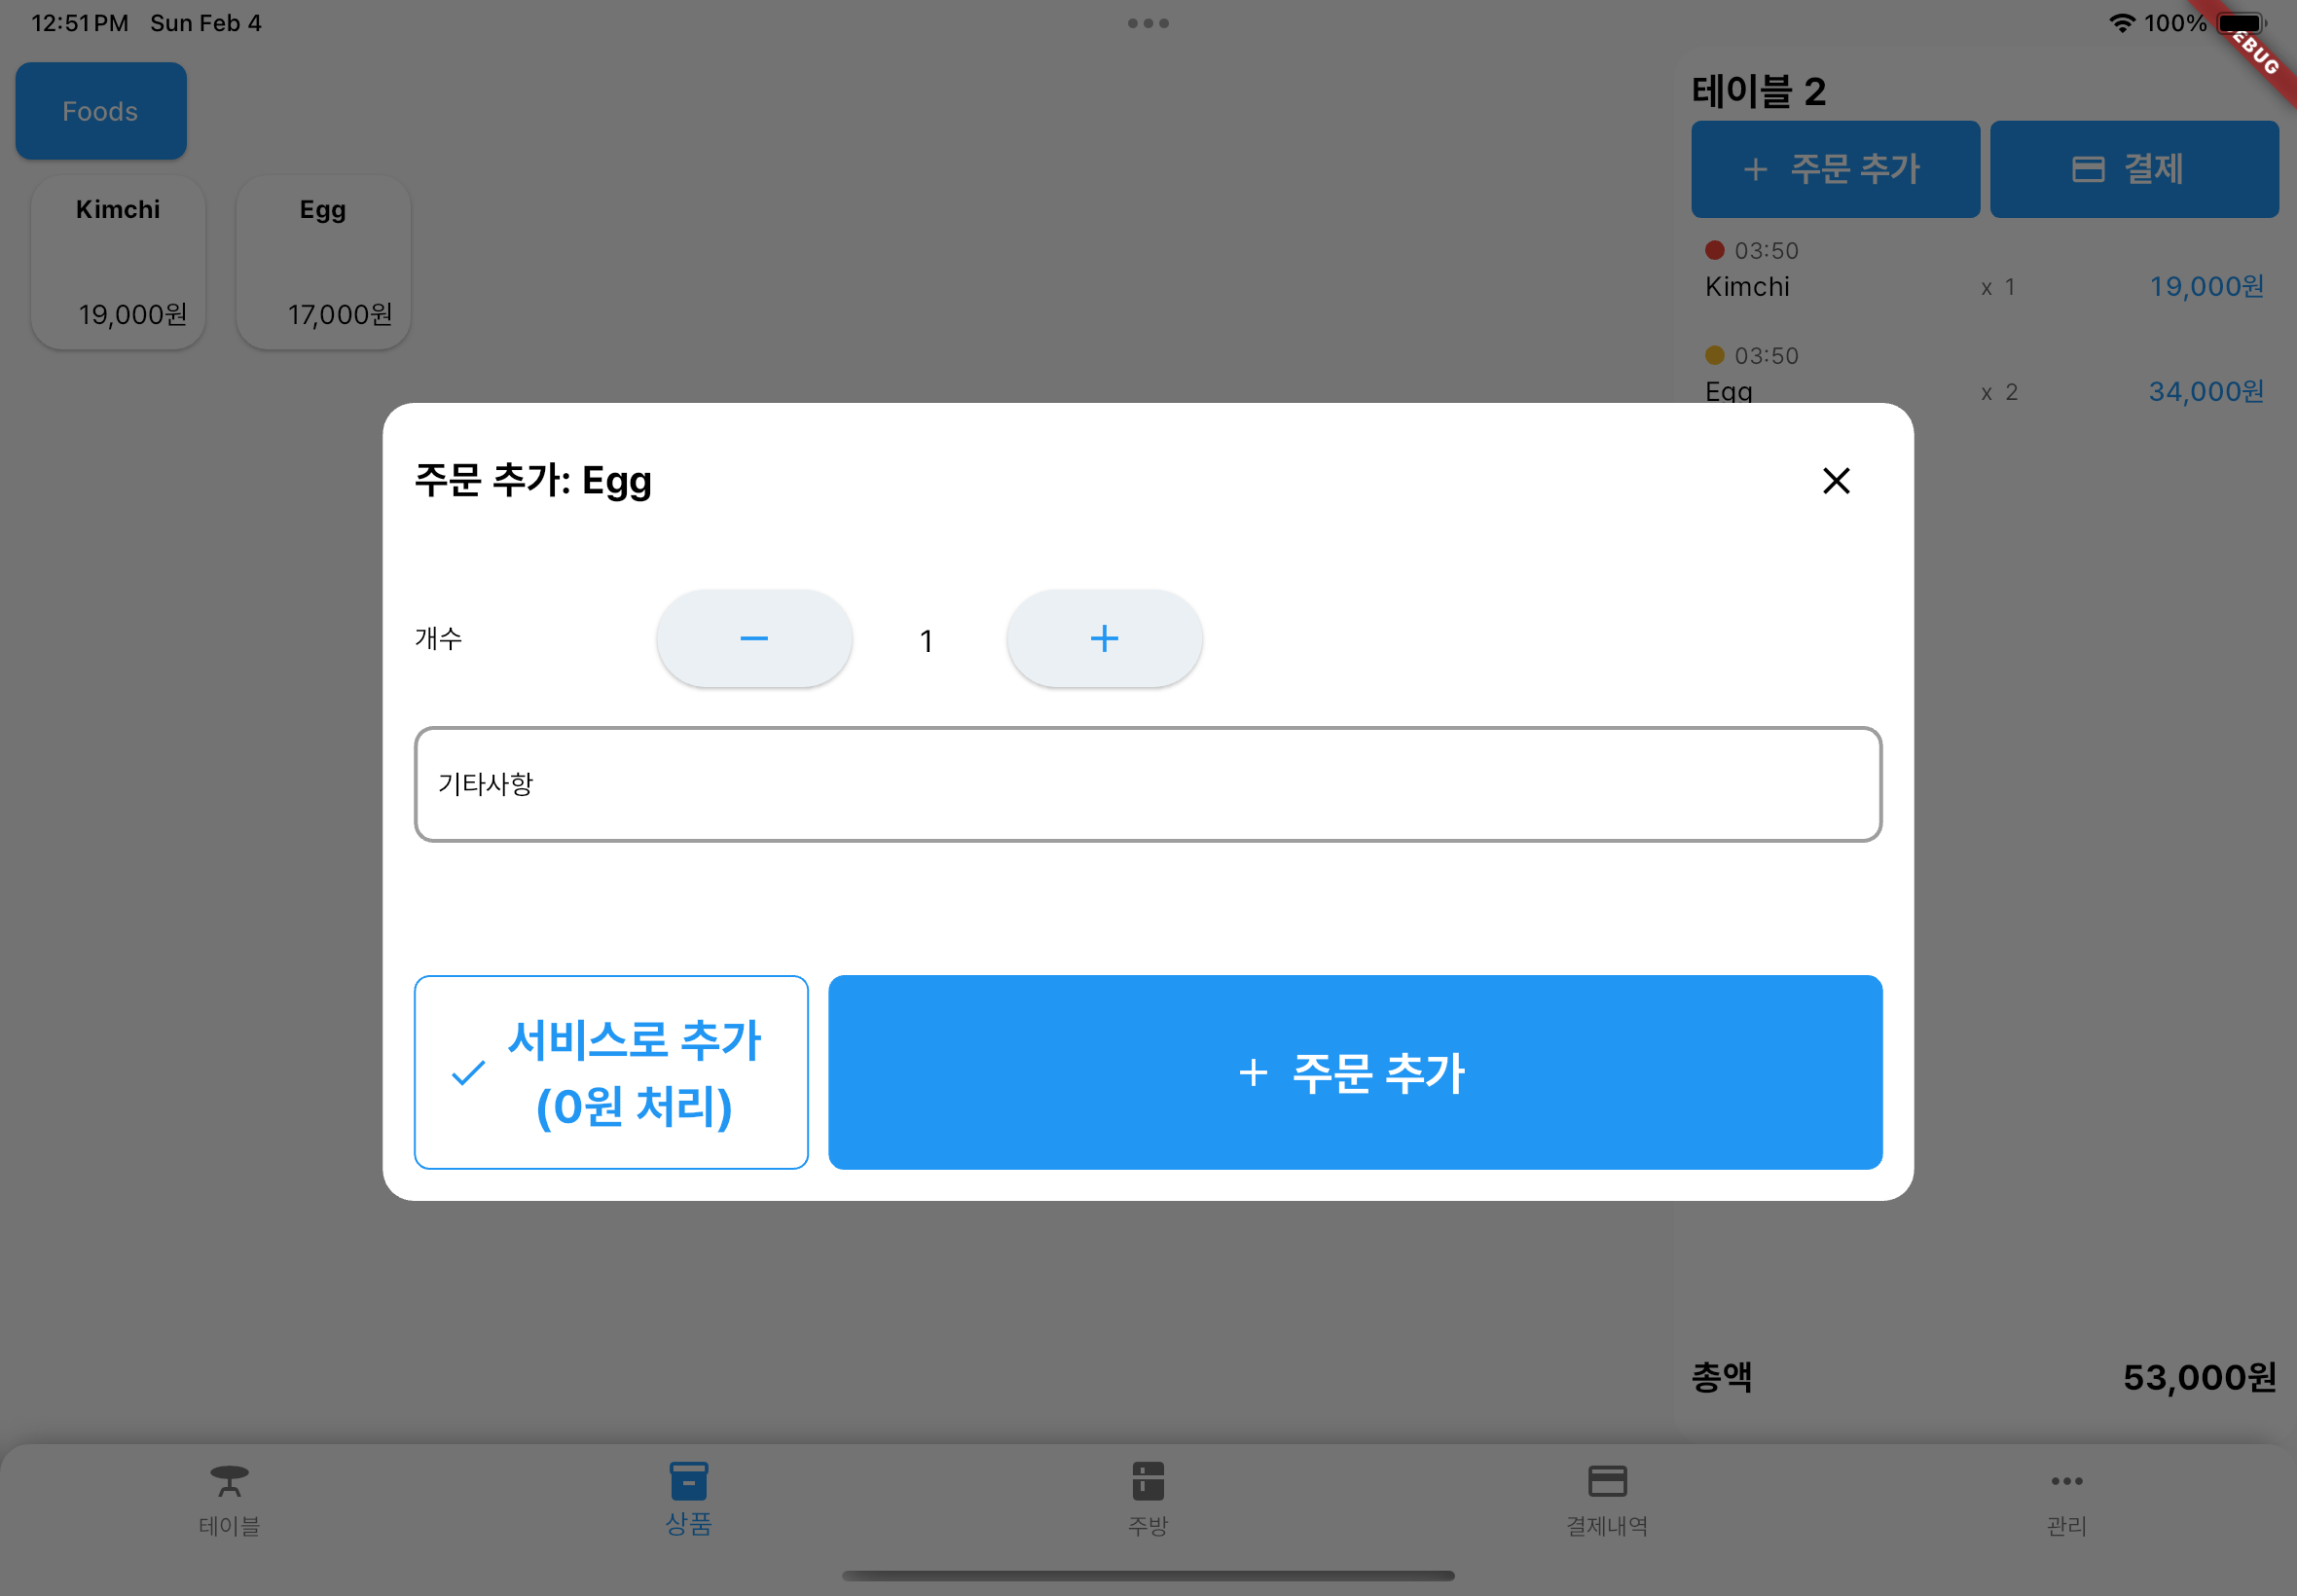 12:51 PM Sun Feb 4
100%
EBUG
Foods
Kimchi
19,000원
Egg
17,000원
테이블 2
주문 추가
결제
03:50
Kimchi x 1 19,000원
03:50
Egg x 2 34,000원
주문 추가: Egg
개수
1
기타사항
서비스로 추가
(0원 처리)
주문 추가
총액 53,000원
테이블
상품
주방
결제내역
관리